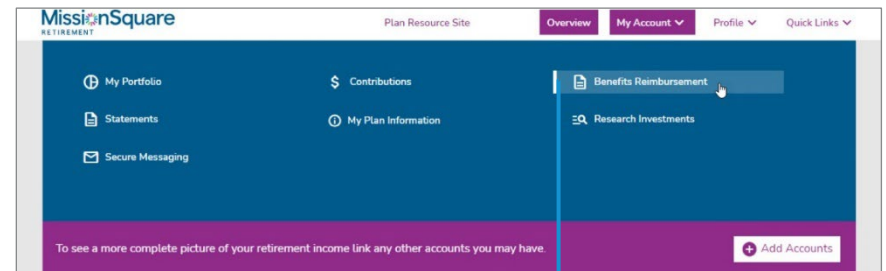 MissionSquare
RETIREMENT
Plan Resource Site
Overview
My Account
Profile
Quick Links
My Portfolio
Contributions
Benefits Reimbursement
Statements
My Plan Information
Research Investments
Secure Messaging
To see a more complete picture of your retirement income link any other accounts you may have.
Add Accounts